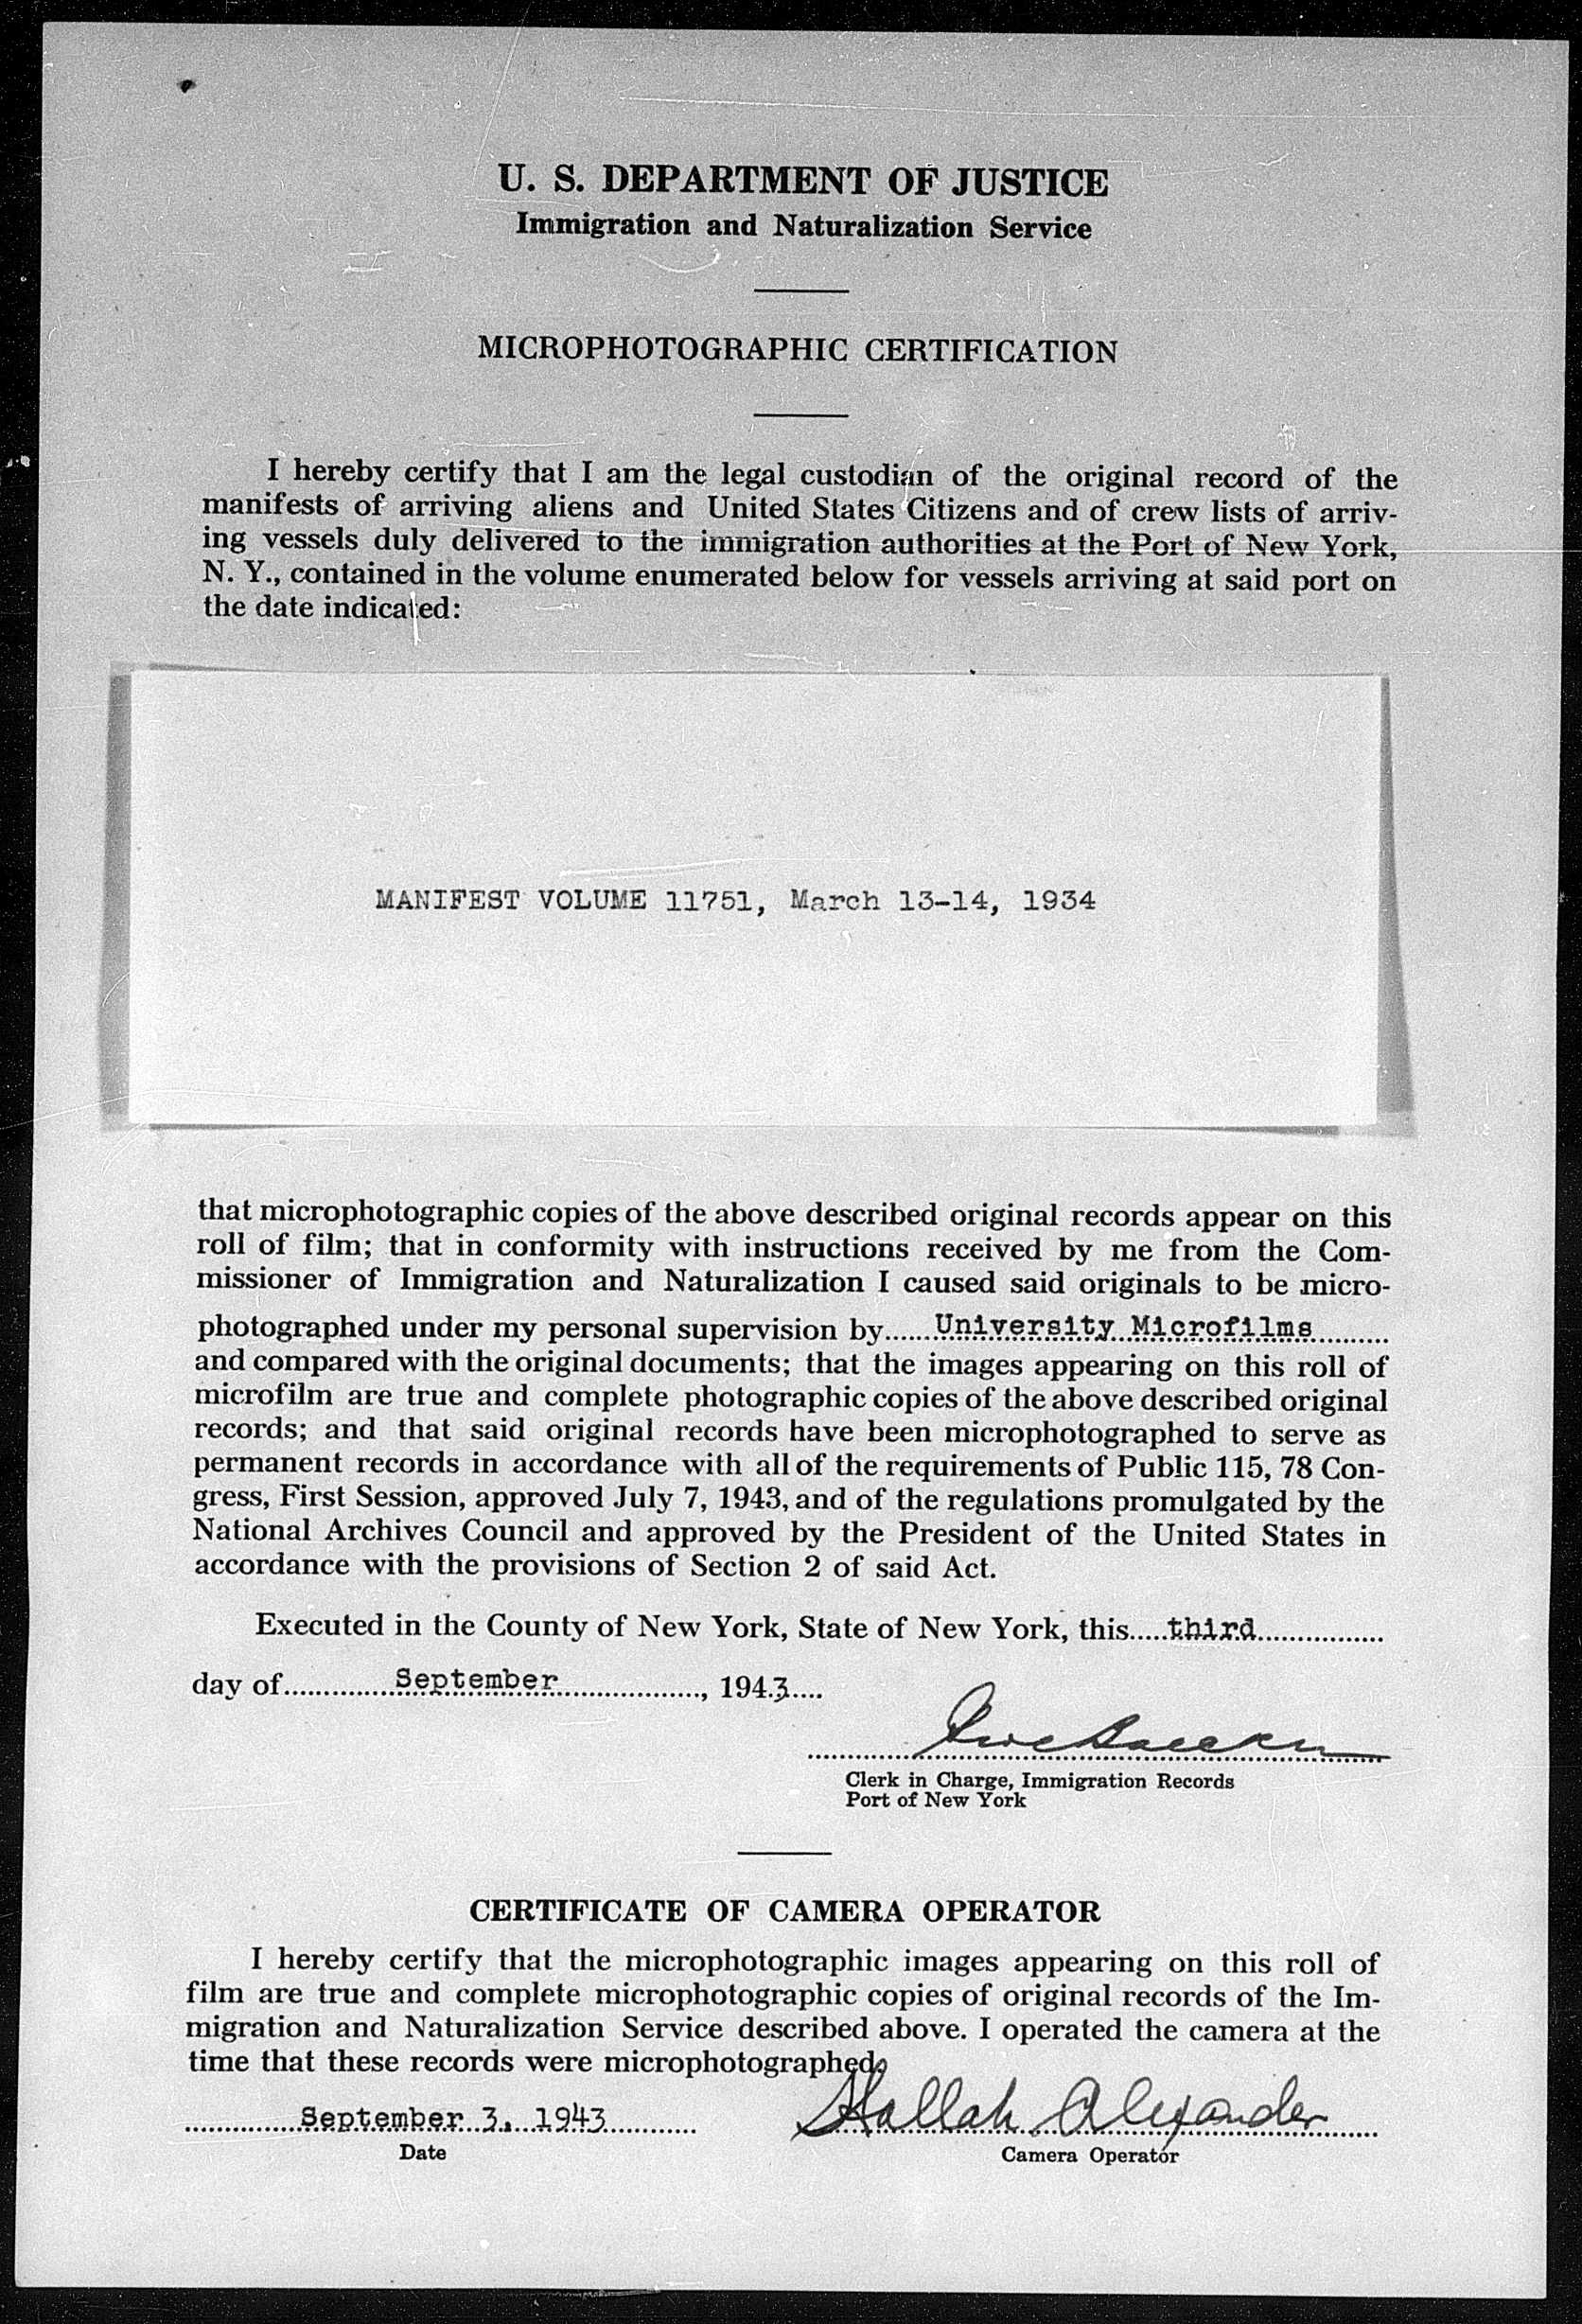 U. S. DEPARTMENT OF JUSTICE
Immigration and Naturalization Service
MICROPHOTOGRAPHIC CERTIFICATION
I hereby certify that I am the legal custodian of the original record of the
manifests of arriving aliens and United States Citizens and of crew lists of arriv-
ing vessels duly delivered to the immigration authorities at the Port of New York,
N. Y., contained in the volume enumerated below for vessels arriving at said port on
the date indicated:
MANIFEST VOLUME 11751, March 13-14, 1934
that microphotographic copies of the above described original records appear on this
roll of film; that in conformity with instructions received by me from the Com-
missioner of Immigration and Naturalization I caused said originals to be micro-
photographed under my personal supervision by......University Microfilms..........
and compared with the original documents; that the images appearing on this roll of
microfilm are true and complete photographic copies of the above described original
records; and that said original records have been microphotographed to serve as
permanent records in accordance with all of the requirements of Public 115, 78 Con-
gress, First Session, approved July 7, 1943, and of the regulations promulgated by the
National Archives Council and approved by the President of the United States in
accordance with the provisions of Section 2 of said Act.
Executed in the County of New York, State of New York, this.....third.................
day of.............September...................., 1943....
Clerk in Charge, Immigration Records
Port of New York
CERTIFICATE OF CAMERA OPERATOR
I hereby certify that the microphotographic images appearing on this roll of
film are true and complete microphotographic copies of original records of the Im-
migration and Naturalization Service described above. I operated the camera at the
time that these records were microphotographed.
September 3, 1943 Hallah Alexander
Date Camera Operator